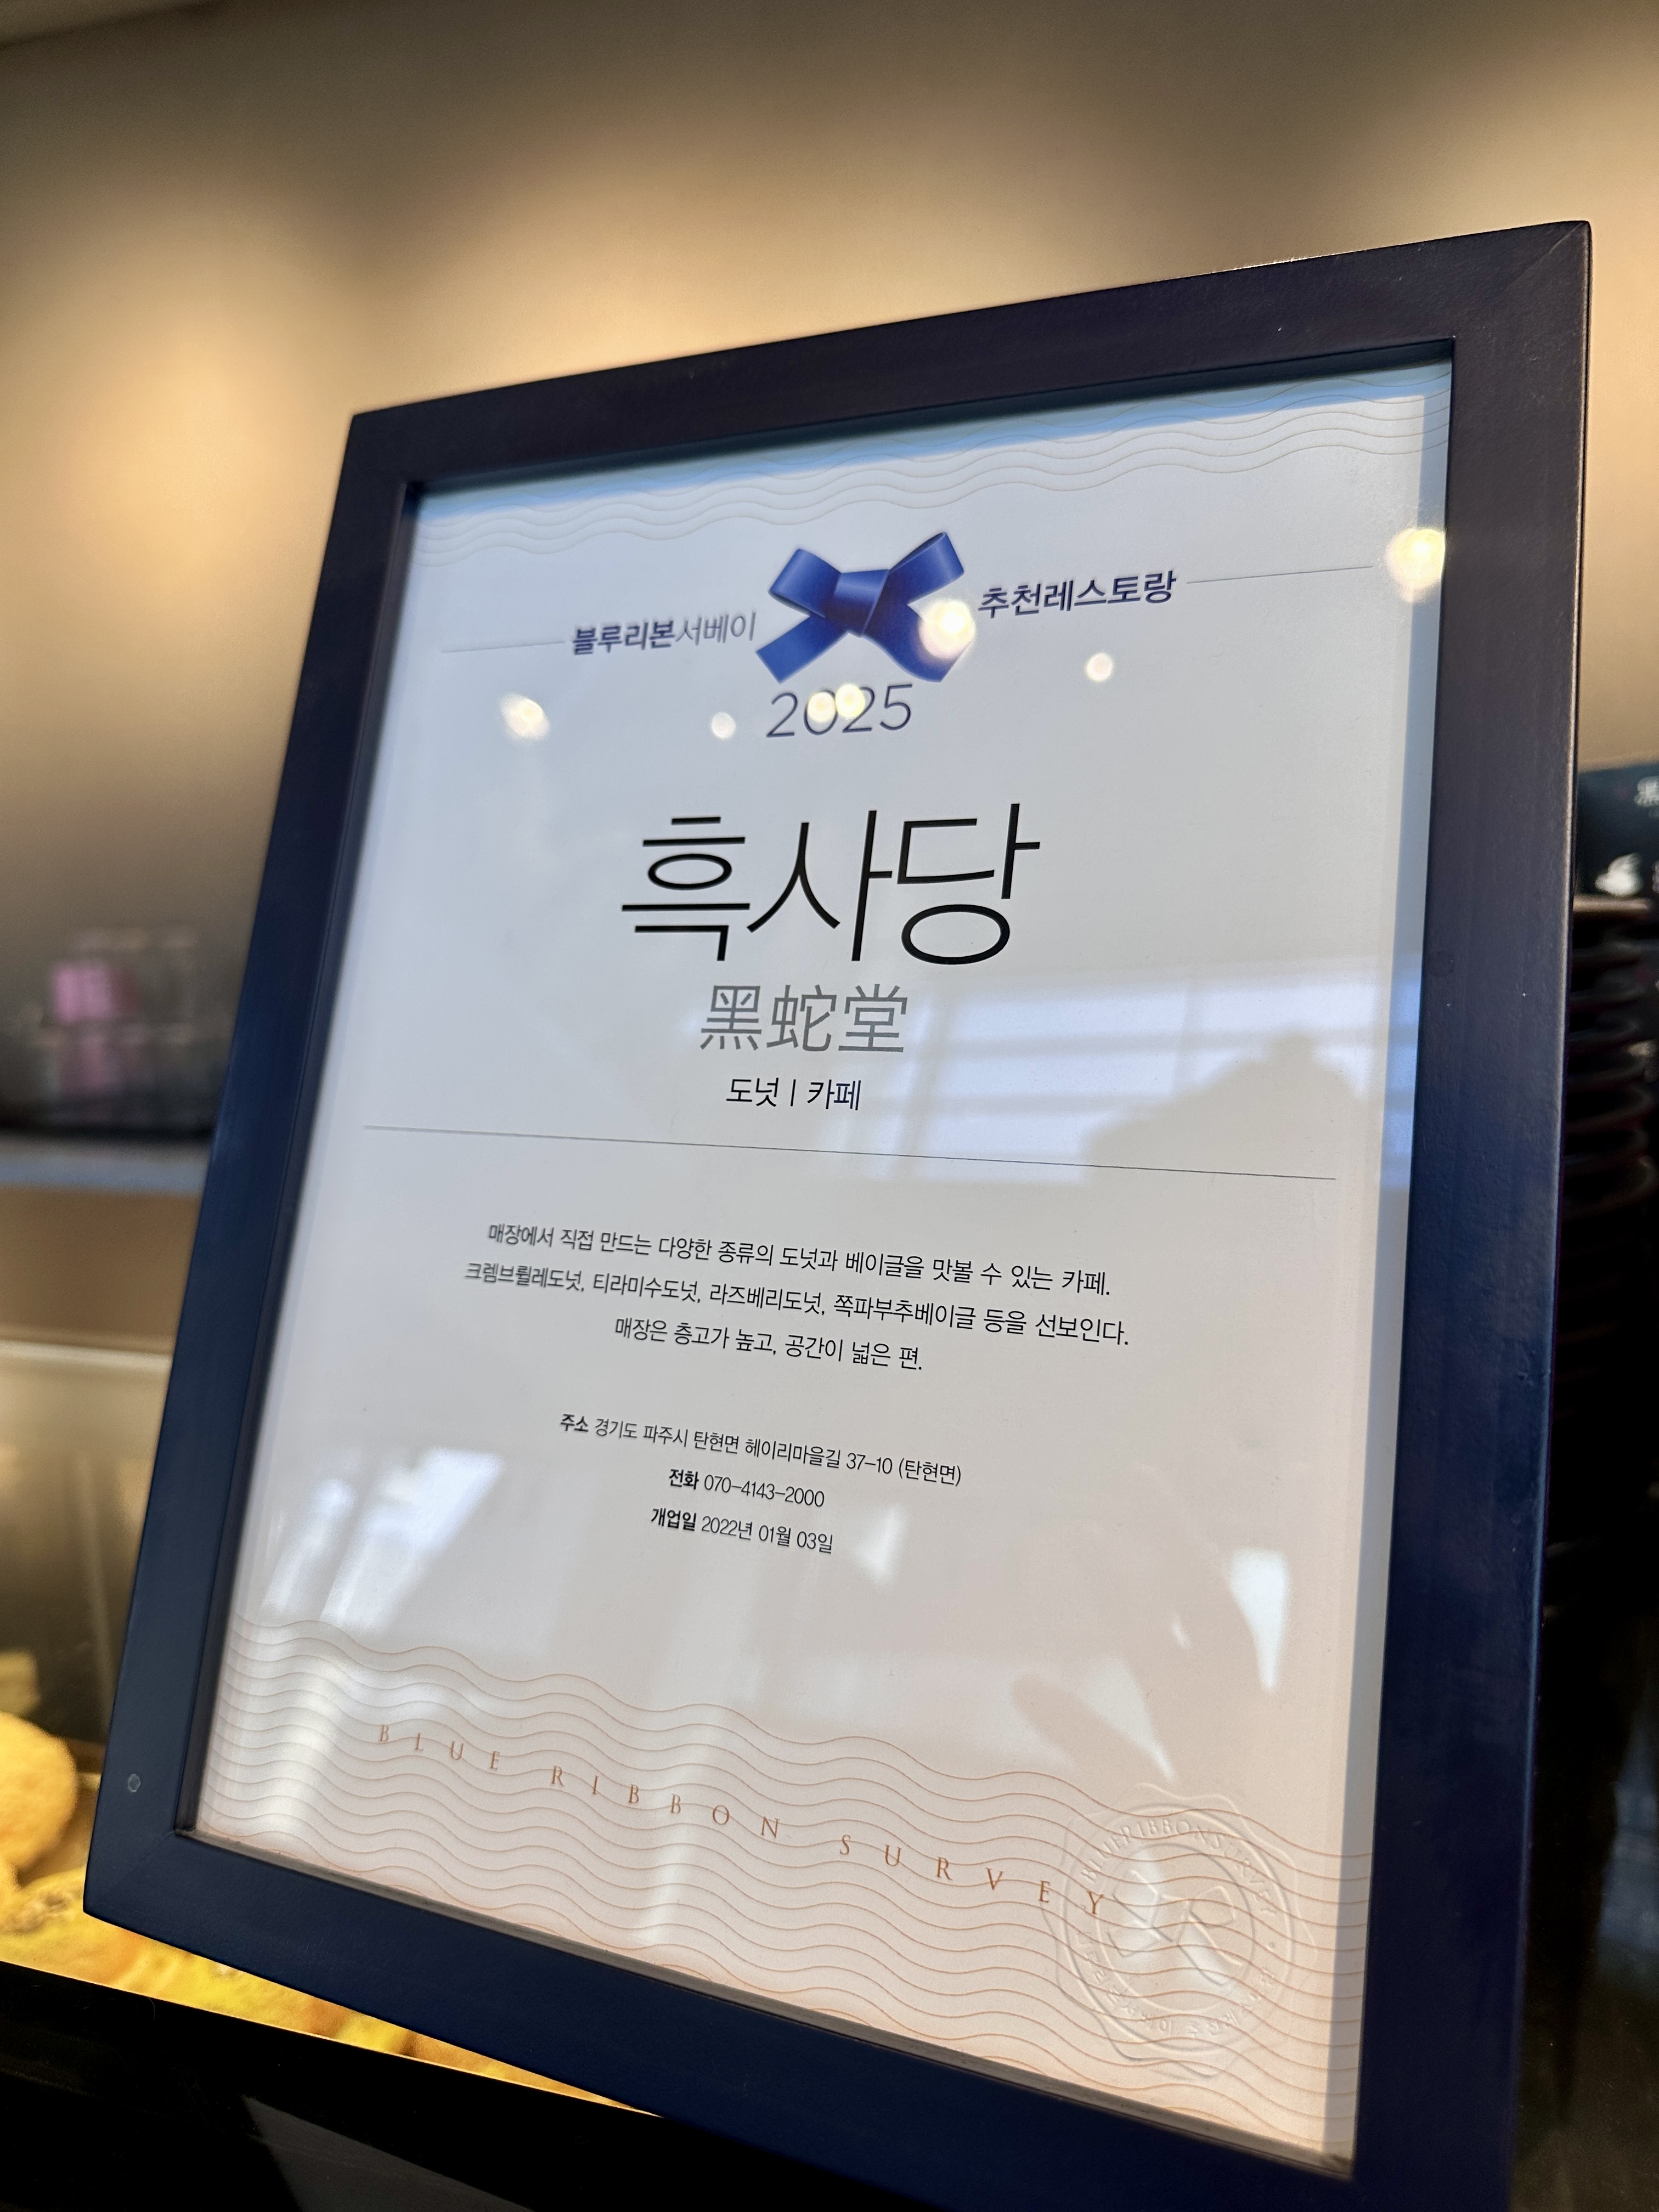 블루리본서베이 추천레스토랑
2025
흑사당
黑蛇堂
도넛 | 카페
매장에서 직접 만드는 다양한 종류의 도넛과 베이글을 맛볼 수 있는 카페.
크렘브륄레도넛, 티라미수도넛, 라즈베리도넛, 쪽파부추베이글 등을 선보인다.
매장은 층고가 높고, 공간이 넓은 편.
주소 경기도 파주시 탄현면 헤이리마을길 37-10 (탄현면)
전화 070-4143-2000
개업일 2022년 01월 03일
BLUE RIBBON SURVEY